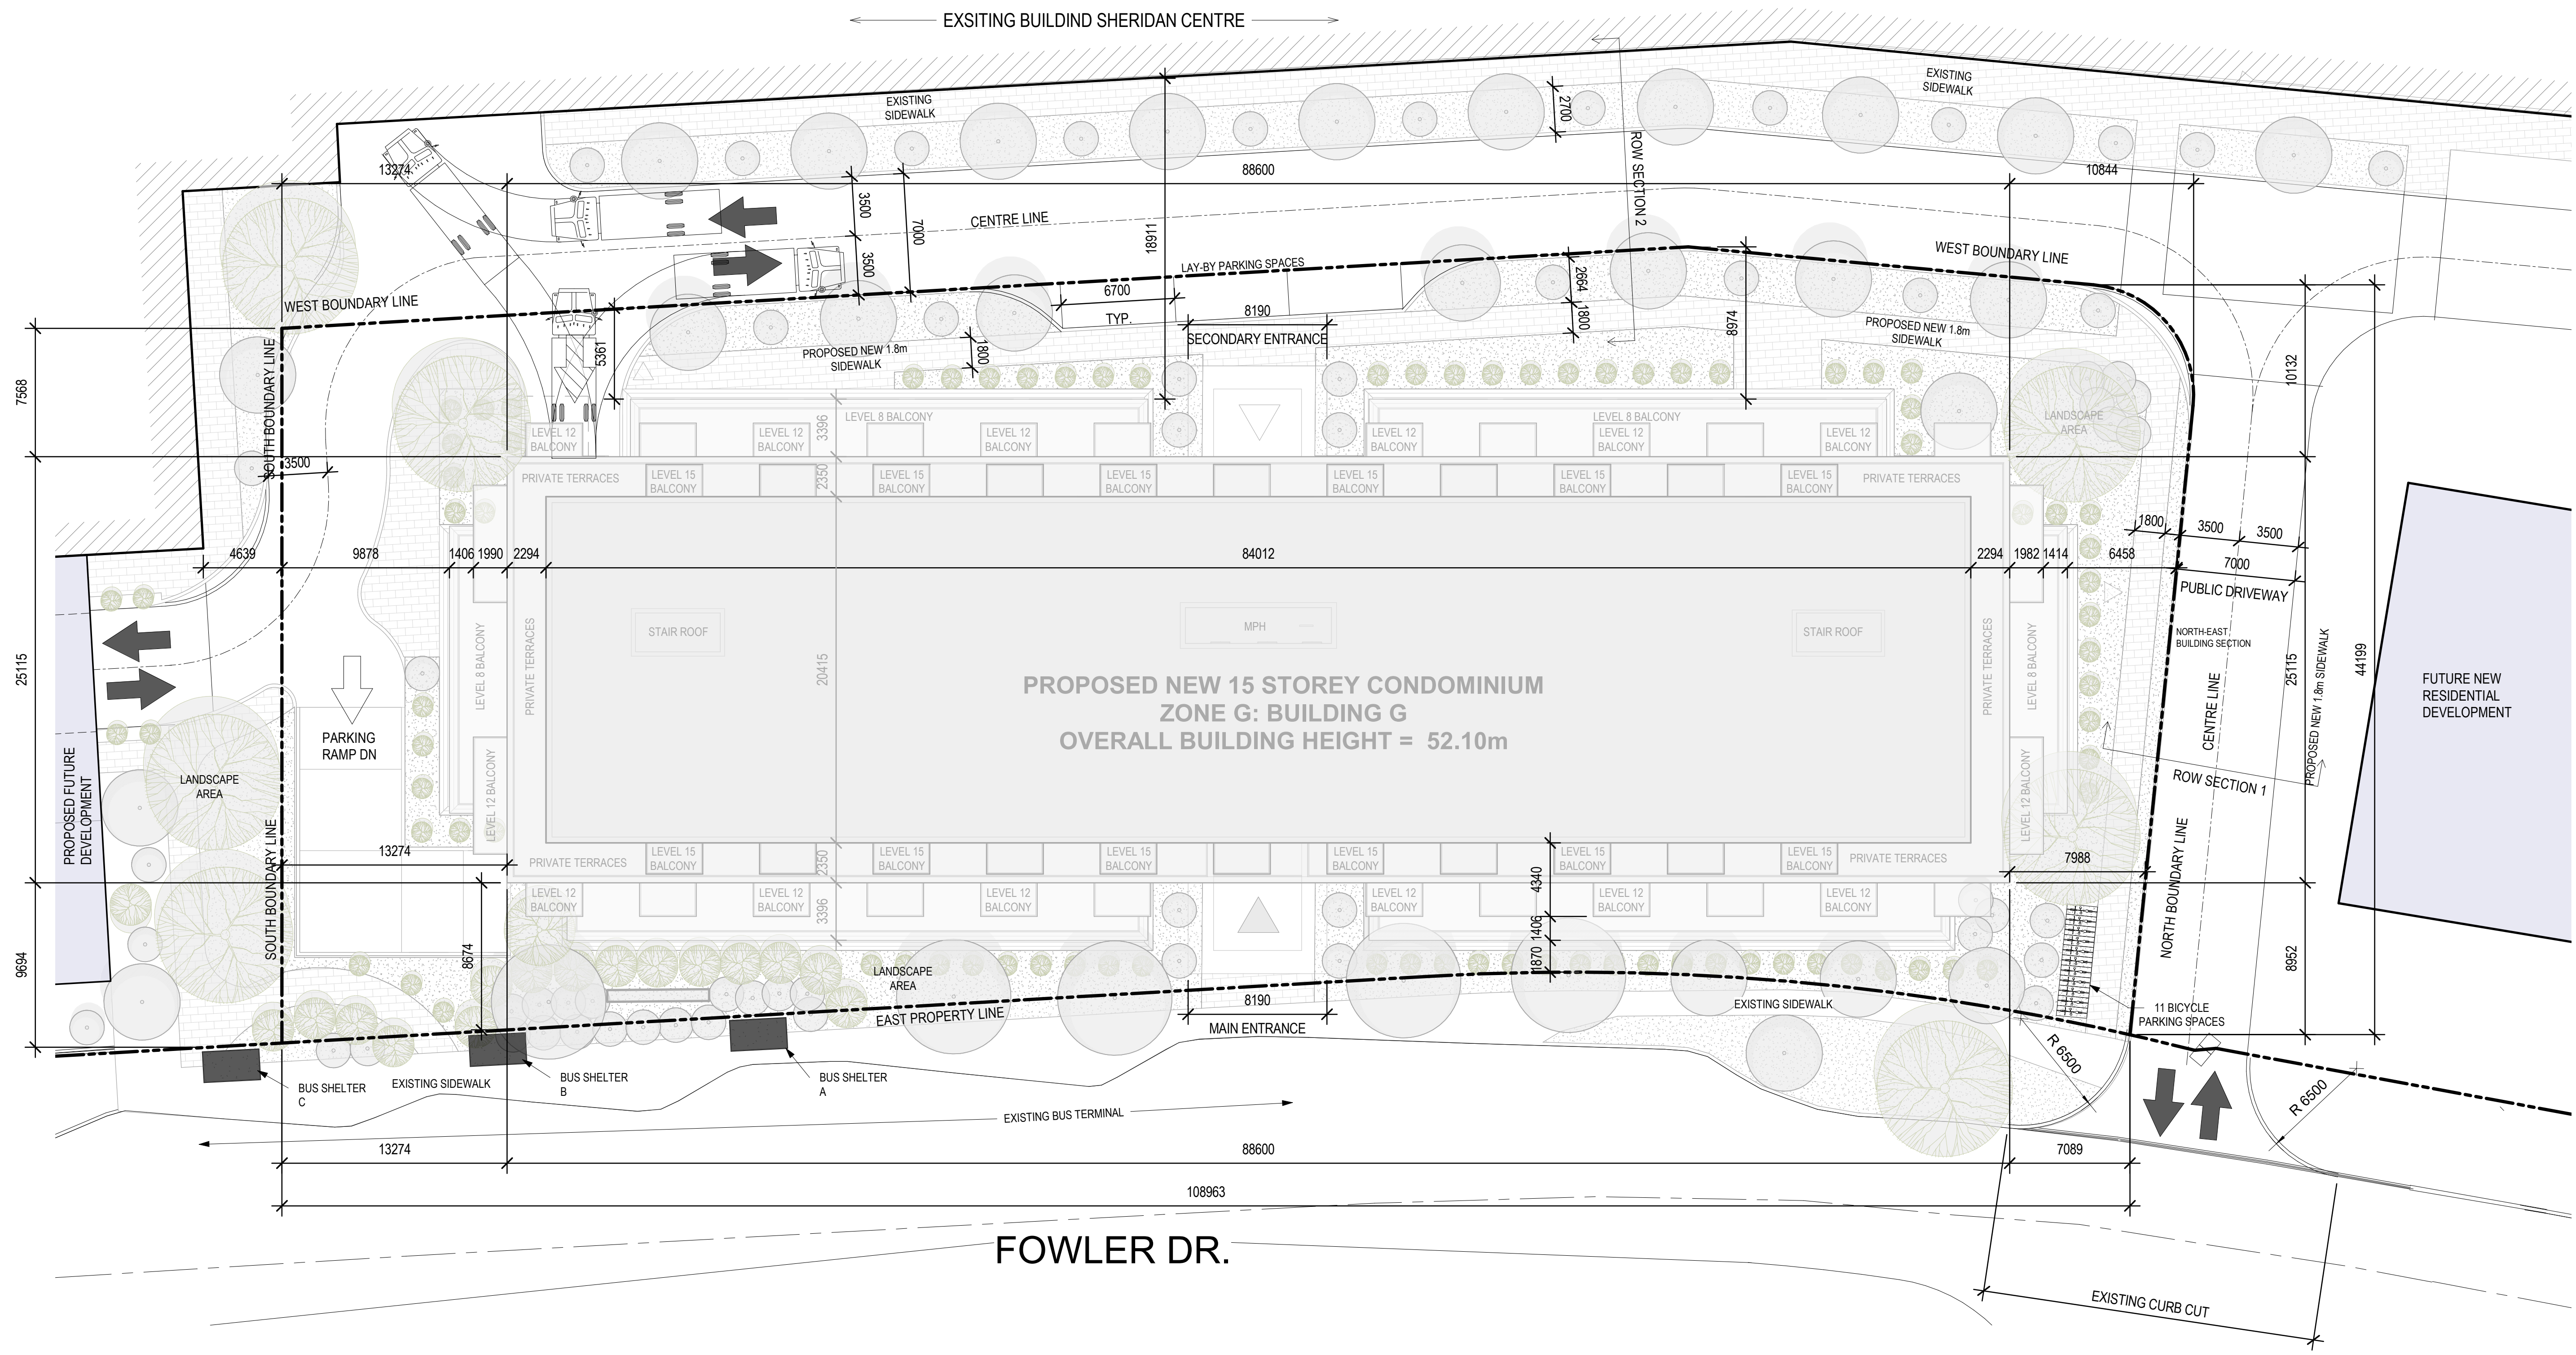 EXSITING BUILDIND SHERIDAN CENTRE
EXISTING
SIDEWALK
EXISTING
SIDEWALK
2700
ROW SECTION 2
13274
88600
10844
3500
7000
3500
18911
CENTRE LINE
WEST BOUNDARY LINE
WEST BOUNDARY LINE
LAY-BY PARKING SPACES
6700
TYP.
8190
SECONDARY ENTRANCE
2664
1800
8974
5361
PROPOSED NEW 1.8m
SIDEWALK
1800
PROPOSED NEW 1.8m
SIDEWALK
7568
10132
SOUTH BOUNDARY LINE
3500
LANDSCAPE
AREA
LEVEL 8 BALCONY
LEVEL 8 BALCONY
3396
LEVEL 12
BALCONY
LEVEL 12
BALCONY
LEVEL 12
BALCONY
LEVEL 12
BALCONY
LEVEL 12
BALCONY
LEVEL 12
BALCONY
PRIVATE TERRACES
LEVEL 15
BALCONY
2350
LEVEL 15
BALCONY
LEVEL 15
BALCONY
LEVEL 15
BALCONY
LEVEL 15
BALCONY
LEVEL 15
BALCONY
PRIVATE TERRACES
1800
3500
3500
4639
9878
1406
1990
2294
84012
2294
1982
1414
6458
7000
PUBLIC DRIVEWAY
STAIR ROOF
MPH
STAIR ROOF
NORTH-EAST
BUILDING SECTION
LEVEL 8 BALCONY
PRIVATE TERRACES
20415
PRIVATE TERRACES
LEVEL 8 BALCONY
25115
25115
44199
PROPOSED NEW 1.8m SIDEWALK
CENTRE LINE
PROPOSED NEW 15 STOREY CONDOMINIUM
ZONE G: BUILDING G
OVERALL BUILDING HEIGHT = 52.10m
FUTURE NEW
RESIDENTIAL
DEVELOPMENT
PARKING
RAMP DN
LANDSCAPE
AREA
PROPOSED FUTURE
DEVELOPMENT
LEVEL 12 BALCONY
LEVEL 12 BALCONY
ROW SECTION 1
SOUTH BOUNDARY LINE
NORTH BOUNDARY LINE
13274
7988
PRIVATE TERRACES
LEVEL 15
BALCONY
2350
LEVEL 15
BALCONY
LEVEL 15
BALCONY
LEVEL 15
BALCONY
LEVEL 15
BALCONY
LEVEL 15
BALCONY
PRIVATE TERRACES
4340
1406
1870
LEVEL 12
BALCONY
LEVEL 12
BALCONY
3396
LEVEL 12
BALCONY
LEVEL 12
BALCONY
LEVEL 12
BALCONY
LEVEL 12
BALCONY
9694
8674
8952
LANDSCAPE
AREA
EAST PROPERTY LINE
8190
MAIN ENTRANCE
EXISTING SIDEWALK
11 BICYCLE
PARKING SPACES
BUS SHELTER
C
EXISTING SIDEWALK
BUS SHELTER
B
BUS SHELTER
A
R 6500
R 6500
EXISTING BUS TERMINAL
13274
88600
7089
108963
FOWLER DR.
EXISTING CURB CUT